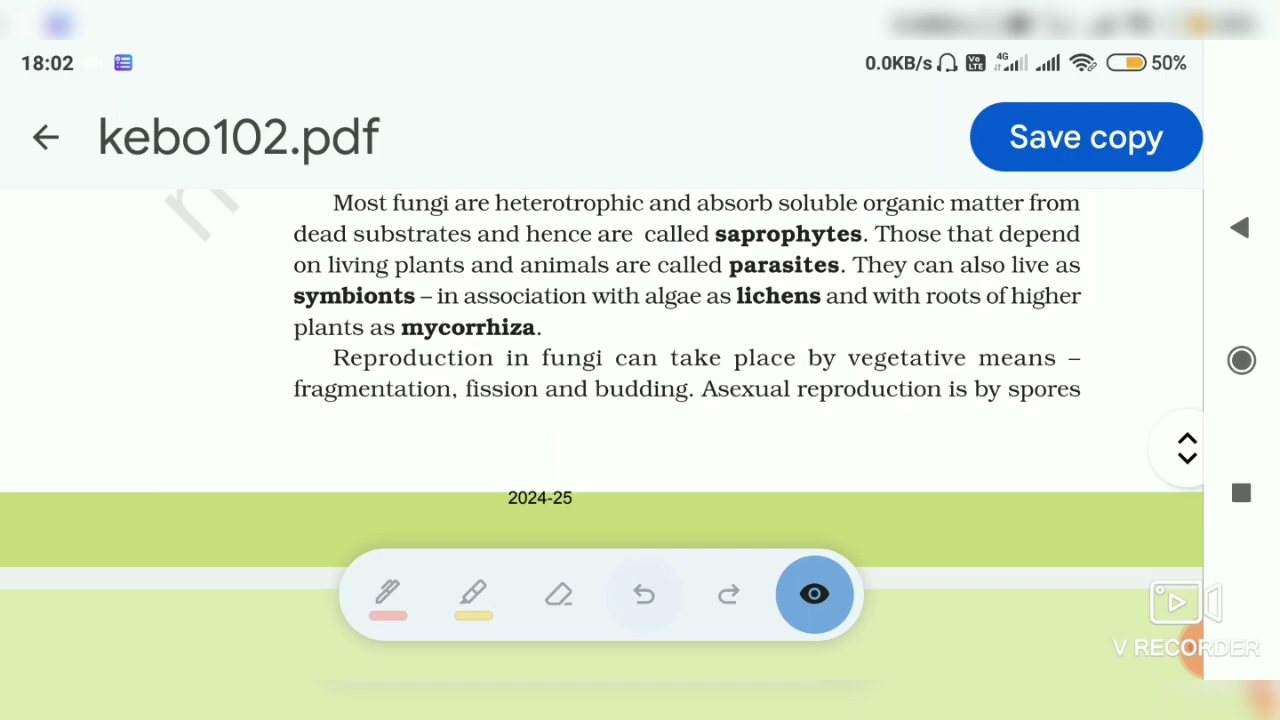 18:02
0.0KB/s Vo LTE 4G 50%
kebo102.pdf
Save copy
Most fungi are heterotrophic and absorb soluble organic matter from
dead substrates and hence are called saprophytes. Those that depend
on living plants and animals are called parasites. They can also live as
symbionts – in association with algae as lichens and with roots of higher
plants as mycorrhiza.
Reproduction in fungi can take place by vegetative means –
fragmentation, fission and budding. Asexual reproduction is by spores
2024-25
V RECORDER